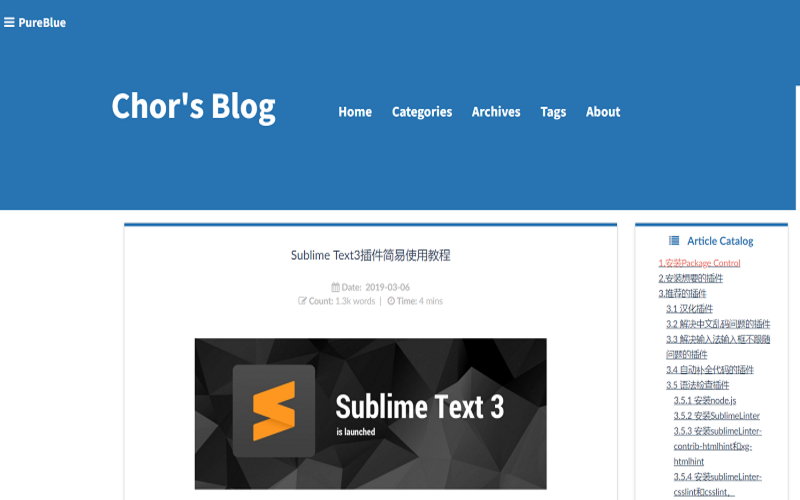 PureBlue
Chor's Blog
Home Categories Archives Tags About
Sublime Text3插件简易使用教程
Date: 2019-03-06
Count: 1.3k words | Time: 4 mins
Sublime Text 3
is launched
Article Catalog
1.安装Package Control
2.安装想要的插件
3.推荐的插件
3.1 汉化插件
3.2 解决中文乱码问题的插件
3.3 解决输入法输入框不跟随
问题的插件
3.4 自动补全代码的插件
3.5 语法检查插件
3.5.1 安装node.js
3.5.2 安装SublimeLinter
3.5.3 安装sublimeLinter-
contrib-htmlhint和xg-
htmlhint
3.5.4 安装sublimeLinter-
csslint和csslint、